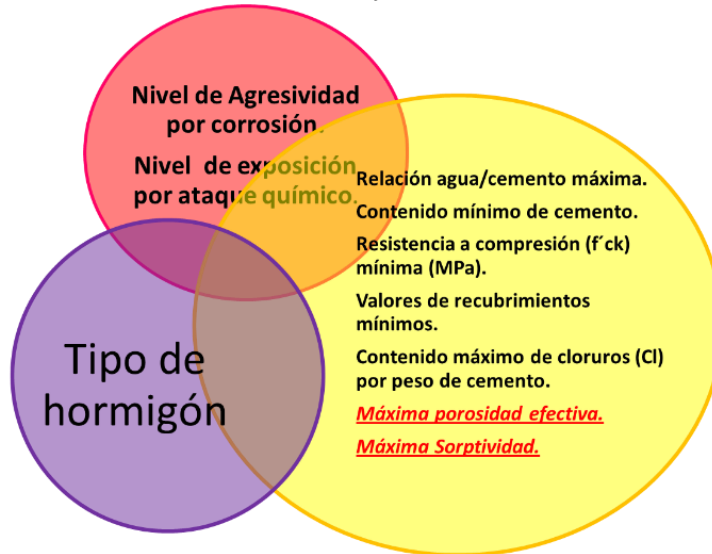 Nivel de Agresividad
por corrosión.
Nivel de exposición
por ataque químico.
Relación agua/cemento máxima.
Contenido mínimo de cemento.
Resistencia a compresión (f´ck)
mínima (MPa).
Valores de recubrimientos
mínimos.
Contenido máximo de cloruros (Cl)
por peso de cemento.
Máxima porosidad efectiva.
Máxima Sorptividad.
Tipo de
hormigón